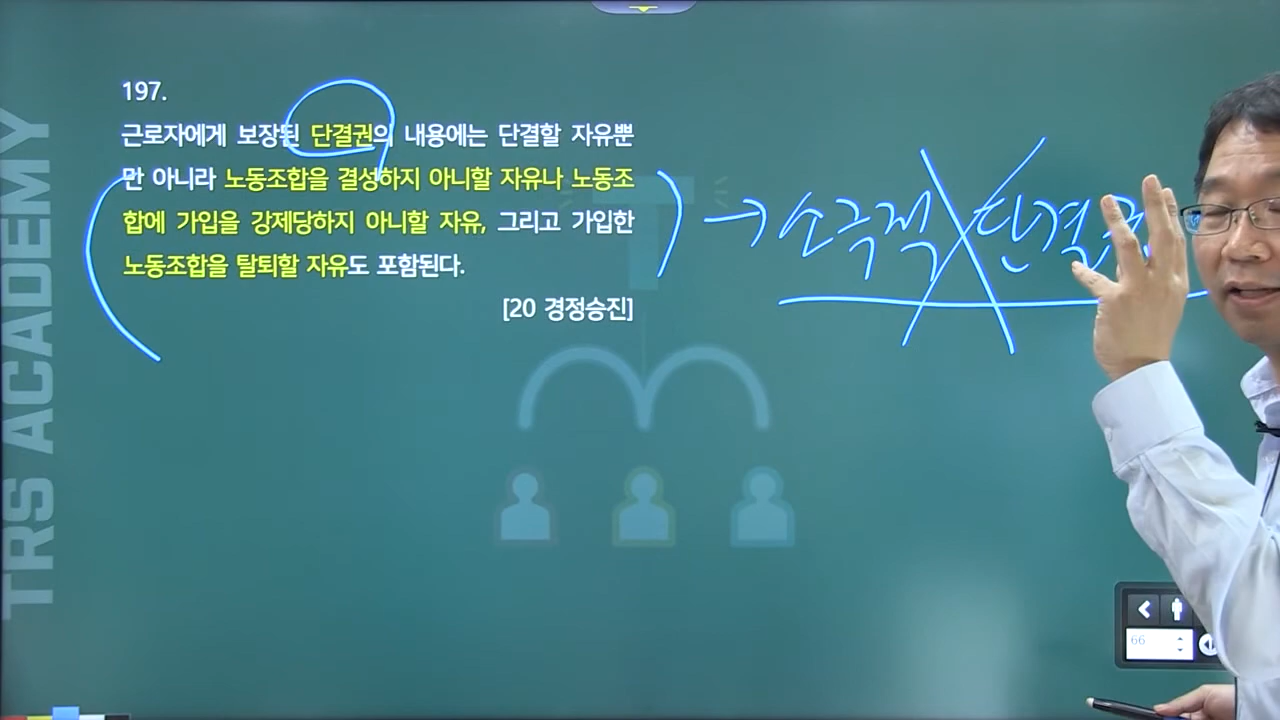 197.
근로자에게 보장된 단결권의 내용에는 단결할 자유뿐
만 아니라 노동조합을 결성하지 아니할 자유나 노동조
합에 가입을 강제당하지 아니할 자유, 그리고 가입한
노동조합을 탈퇴할 자유도 포함된다.
[20 경정승진]
→ 소극적 단결권
TRS ACADEMY
66